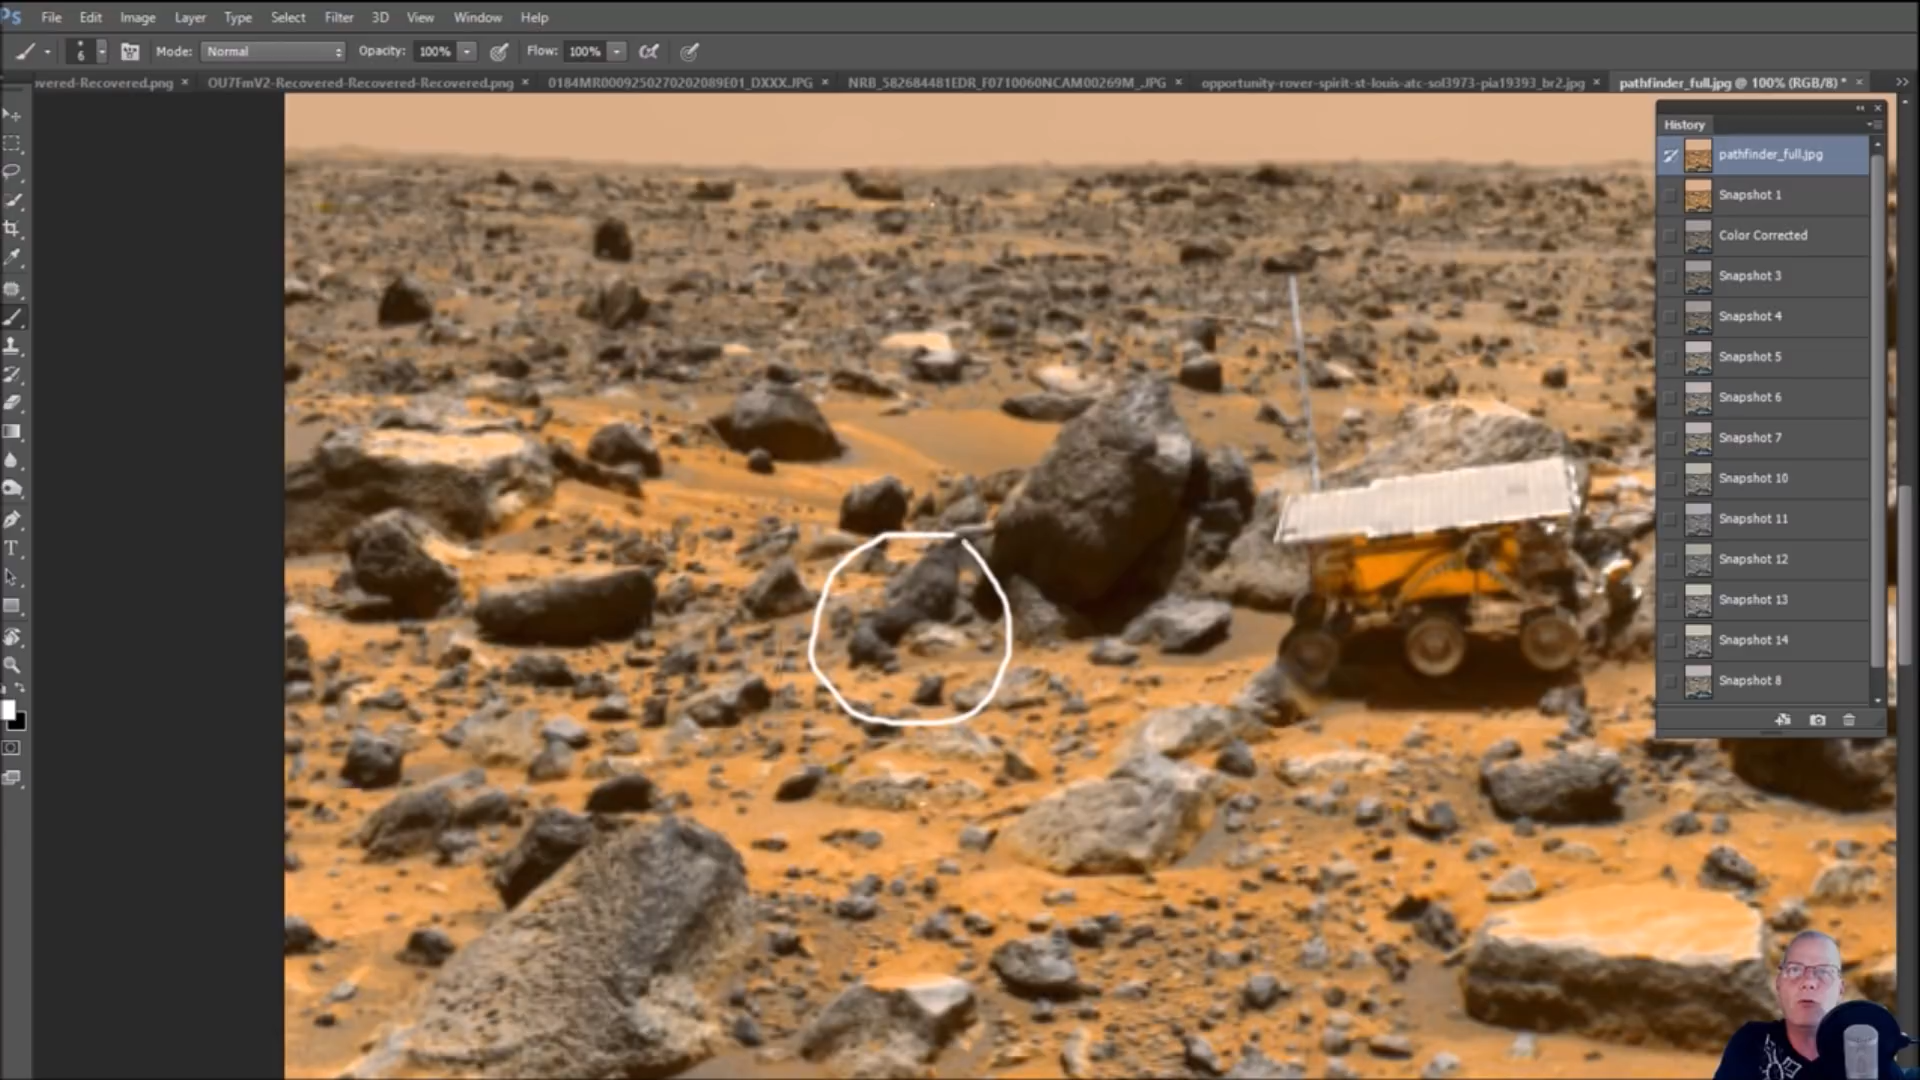 Ps File Edit Image Layer Type Select Filter 3D View Window Help
6 Mode: Normal Opacity: 100% Flow: 100%
vered-Recovered.png × OU7FmV2-Recovered-Recovered-Recovered.png × 0184MR0009250270202089E01_DXXX.JPG × NRB_582684481EDR_F0710060NCAM00269M_.JPG × opportunity-rover-spirit-st-louis-atc-sol3973-pia19393_br2.jpg × pathfinder_full.jpg @ 100% (RGB/8) * ×
History
pathfinder_full.jpg
Snapshot 1
Color Corrected
Snapshot 3
Snapshot 4
Snapshot 5
Snapshot 6
Snapshot 7
Snapshot 10
Snapshot 11
Snapshot 12
Snapshot 13
Snapshot 14
Snapshot 8